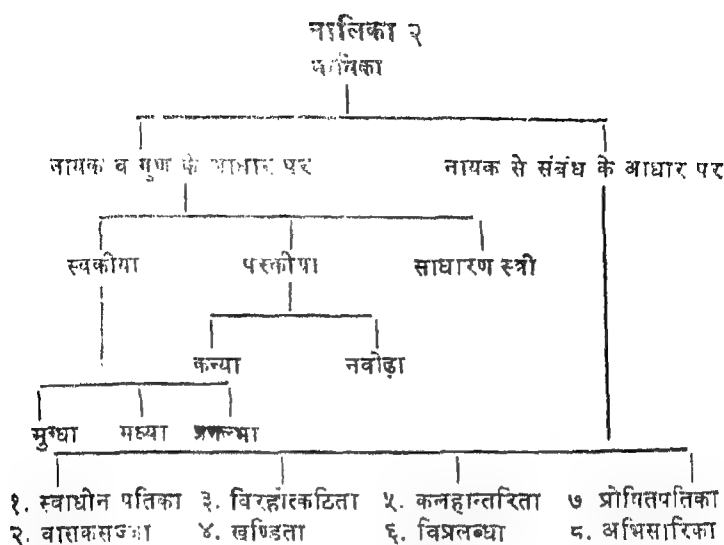 तालिका २
नायिका
नायक व गुण के आधार पर नायक से संबंध के आधार पर
स्वकीया परकीया साधारण स्त्री
कन्या नवोढ़ा
मुग्धा मध्या प्रगल्भा
१. स्वाधीन पतिका ३. विरहोत्कंठिता ५. कलहान्तरिता ७ प्रोषितपतिका
२. वासकसज्जा ४. खण्डिता ६. विप्रलब्धा ८. अभिसारिका